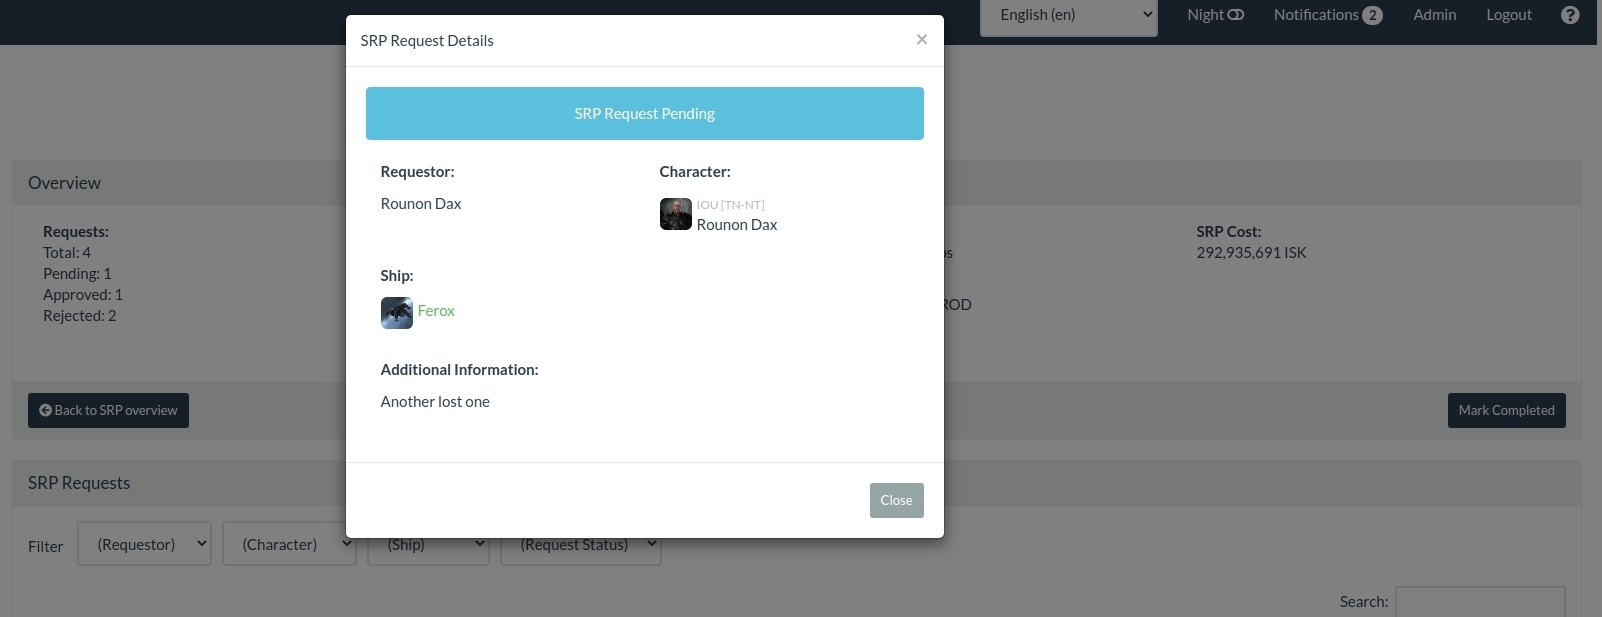 English (en)
Night
Notifications 2
Admin
Logout
?
SRP Request Details
×
SRP Request Pending
Requestor:
Rounon Dax
Character:
IOU [TN-NT]
Rounon Dax
Ship:
Ferox
Additional Information:
Another lost one
Close
Overview
Requests:
Total: 4
Pending: 1
Approved: 1
Rejected: 2
SRP Cost:
292,935,691 ISK
Back to SRP overview
Mark Completed
SRP Requests
Filter
(Requestor)
(Character)
(Ship)
(Request Status)
Search: